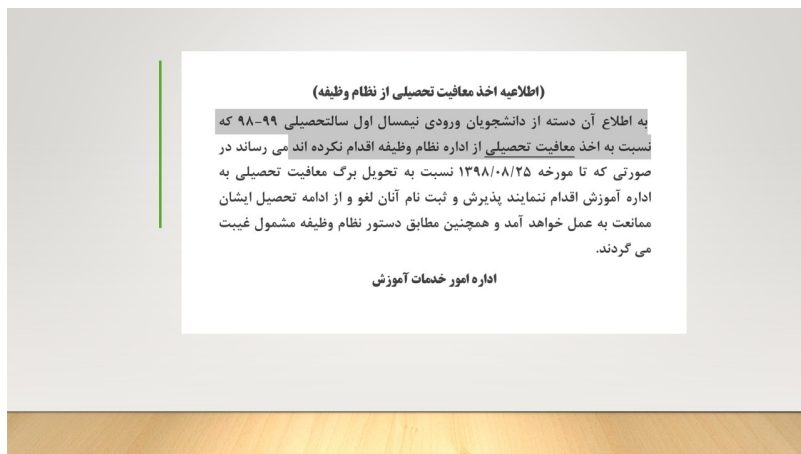 (اطلاعیه اخذ معافیت تحصیلی از نظام وظیفه)
به اطلاع آن دسته از دانشجویان ورودی نیمسال اول سالتحصیلی ۹۹-۹۸ که
نسبت به اخذ معافیت تحصیلی از اداره نظام وظیفه اقدام نکرده اند می رساند در
صورتی که تا مورخه ۱۳۹۸/۰۸/۲۵ نسبت به تحویل برگ معافیت تحصیلی به
اداره آموزش اقدام ننمایند پذیرش و ثبت نام آنان لغو و از ادامه تحصیل ایشان
ممانعت به عمل خواهد آمد و همچنین مطابق دستور نظام وظیفه مشمول غیبت
می گردند.
اداره امور خدمات آموزش